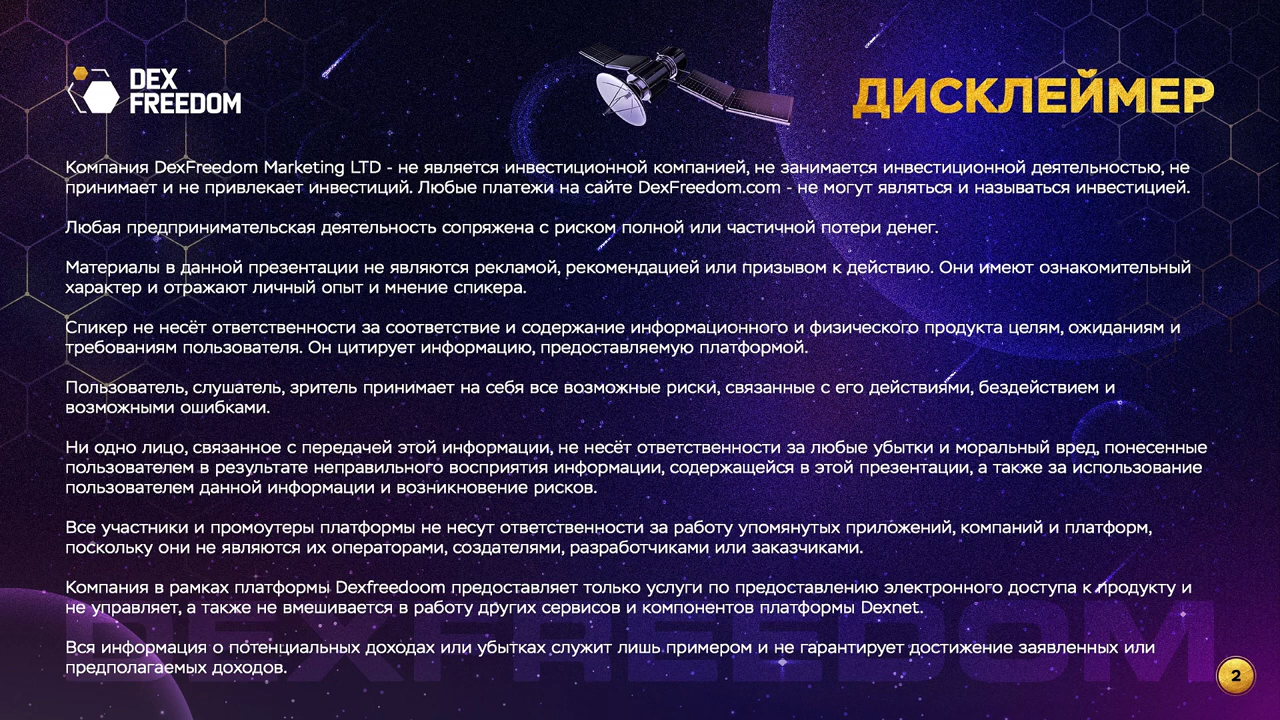 DEX
FREEDOM
ДИСКЛЕЙМЕР
Компания DexFreedom Marketing LTD - не является инвестиционной компанией, не занимается инвестиционной деятельностью, не
принимает и не привлекает инвестиций. Любые платежи на сайте DexFreedom.com - не могут являться и называться инвестицией.
Любая предпринимательская деятельность сопряжена с риском полной или частичной потери денег.
Материалы в данной презентации не являются рекламой, рекомендацией или призывом к действию. Они имеют ознакомительный
характер и отражают личный опыт и мнение спикера.
Спикер не несёт ответственности за соответствие и содержание информационного и физического продукта целям, ожиданиям и
требованиям пользователя. Он цитирует информацию, предоставляемую платформой.
Пользователь, слушатель, зритель принимает на себя все возможные риски, связанные с его действиями, бездействием и
возможными ошибками.
Ни одно лицо, связанное с передачей этой информации, не несёт ответственности за любые убытки и моральный вред, понесенные
пользователем в результате неправильного восприятия информации, содержащейся в этой презентации, а также за использование
пользователем данной информации и возникновение рисков.
Все участники и промоутеры платформы не несут ответственности за работу упомянутых приложений, компаний и платформ,
поскольку они не являются их операторами, создателями, разработчиками или заказчиками.
Компания в рамках платформы Dexfreedoom предоставляет только услуги по предоставлению электронного доступа к продукту и
не управляет, а также не вмешивается в работу других сервисов и компонентов платформы Dexnet.
Вся информация о потенциальных доходах или убытках служит лишь примером и не гарантирует достижение заявленных или
предполагаемых доходов.
DEXFREEDOM
2